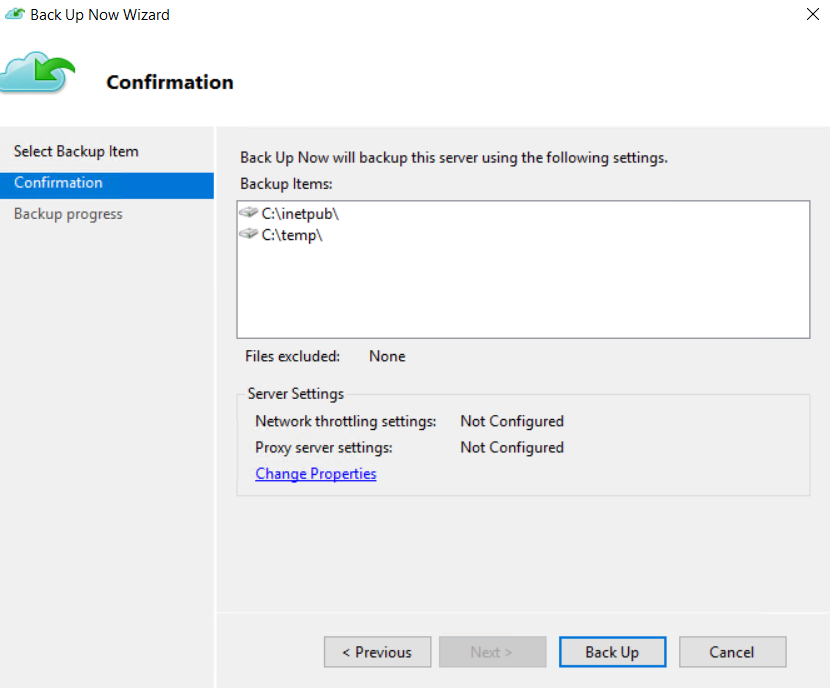 Back Up Now Wizard
Confirmation
Select Backup Item
Confirmation
Backup progress
Back Up Now will backup this server using the following settings.
Backup Items:
C:\inetpub\
C:\temp\
Files excluded: None
Server Settings
Network throttling settings: Not Configured
Proxy server settings: Not Configured
Change Properties
< Previous Next > Back Up Cancel